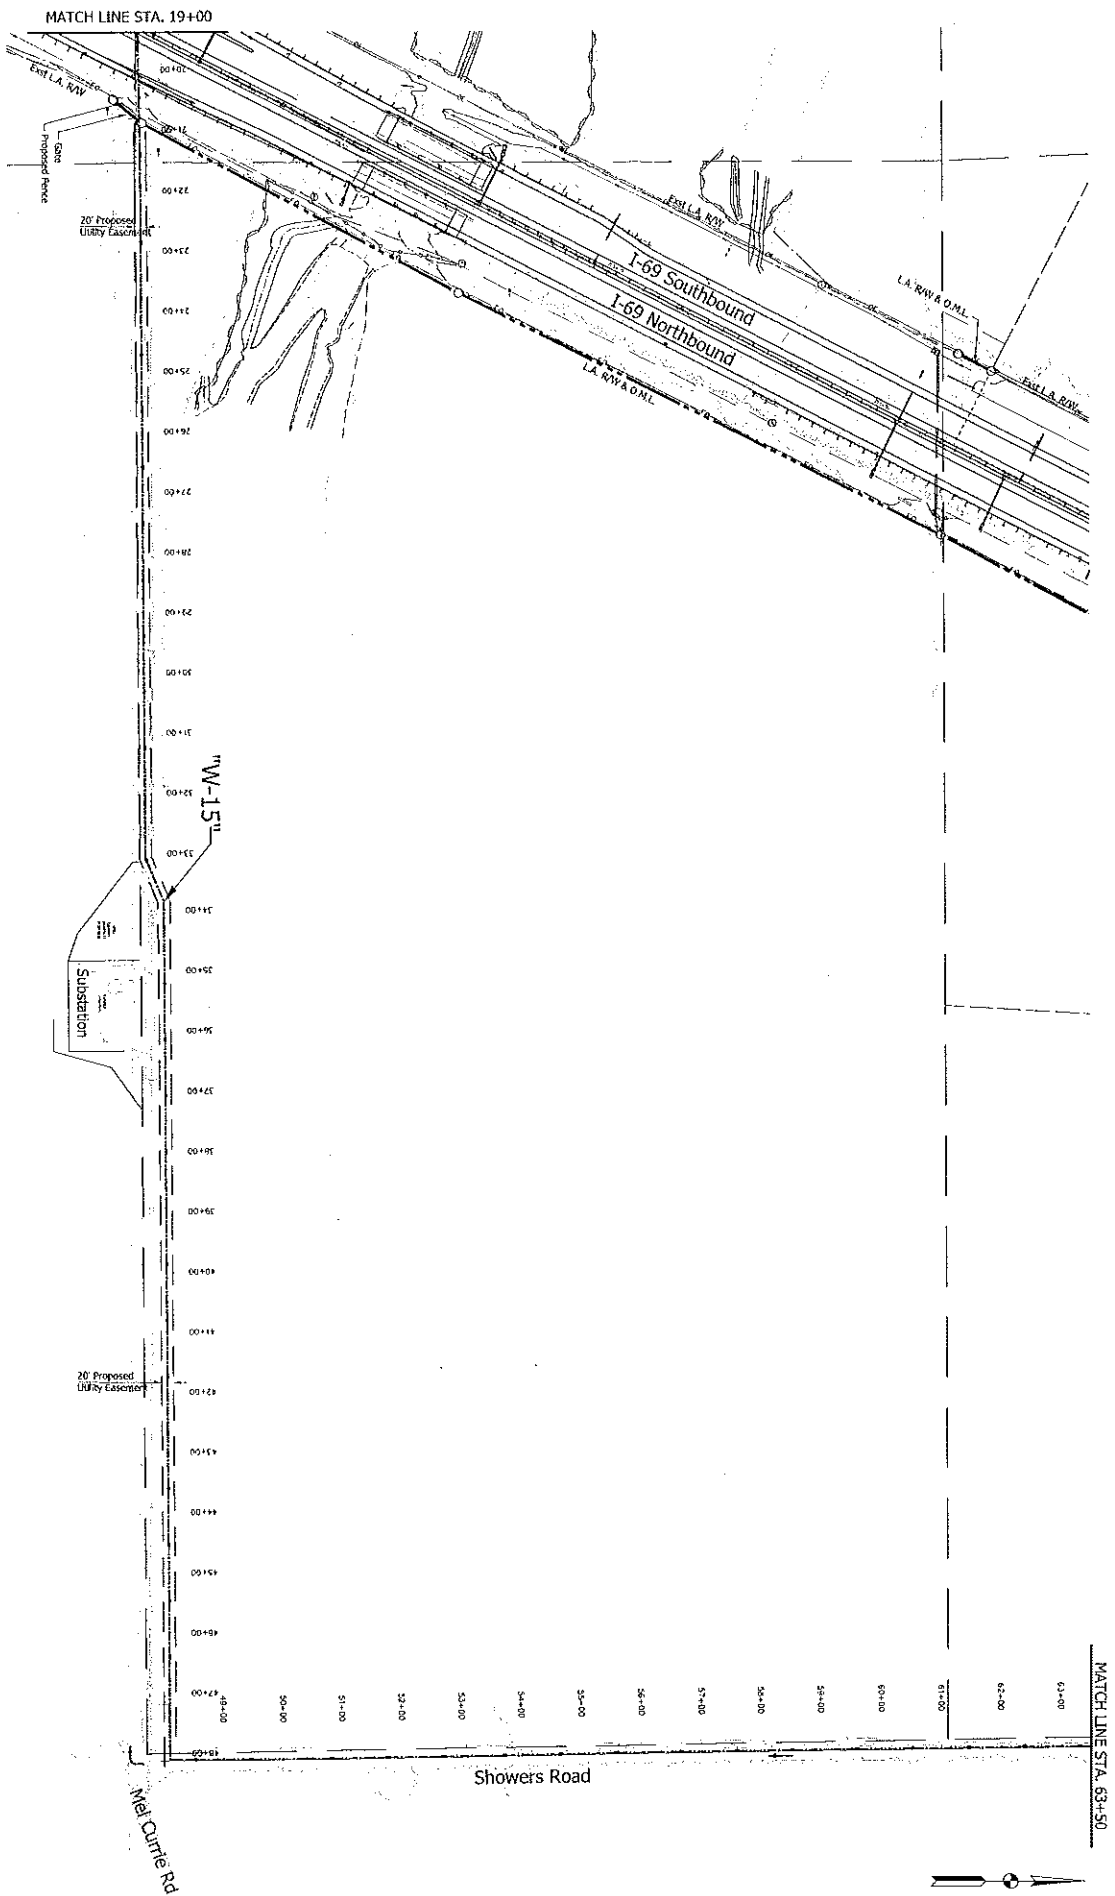 MATCH LINE STA. 19+00
Exst L.A. R/W
Gate
Proposed Fence
20' Proposed
Utility Easement
20+00
21+00
22+00
23+00
24+00
25+00
26+00
27+00
28+00
29+00
30+00
31+00
32+00
33+00
34+00
35+00
36+00
37+00
38+00
39+00
40+00
41+00
42+00
43+00
44+00
45+00
46+00
47+00
48+00
Exst L.A. R/W
I-69 Southbound
I-69 Northbound
L.A. R/W & O.M.L.
L.A. R/W & O.M.L.
Exst L.A. R/W
"W-15"
Substation
20' Proposed
Utility Easement
49+00
50+00
51+00
52+00
53+00
54+00
55+00
56+00
57+00
58+00
59+00
60+00
61+00
62+00
63+00
MATCH LINE STA. 63+50
Showers Road
Mel Currie Rd